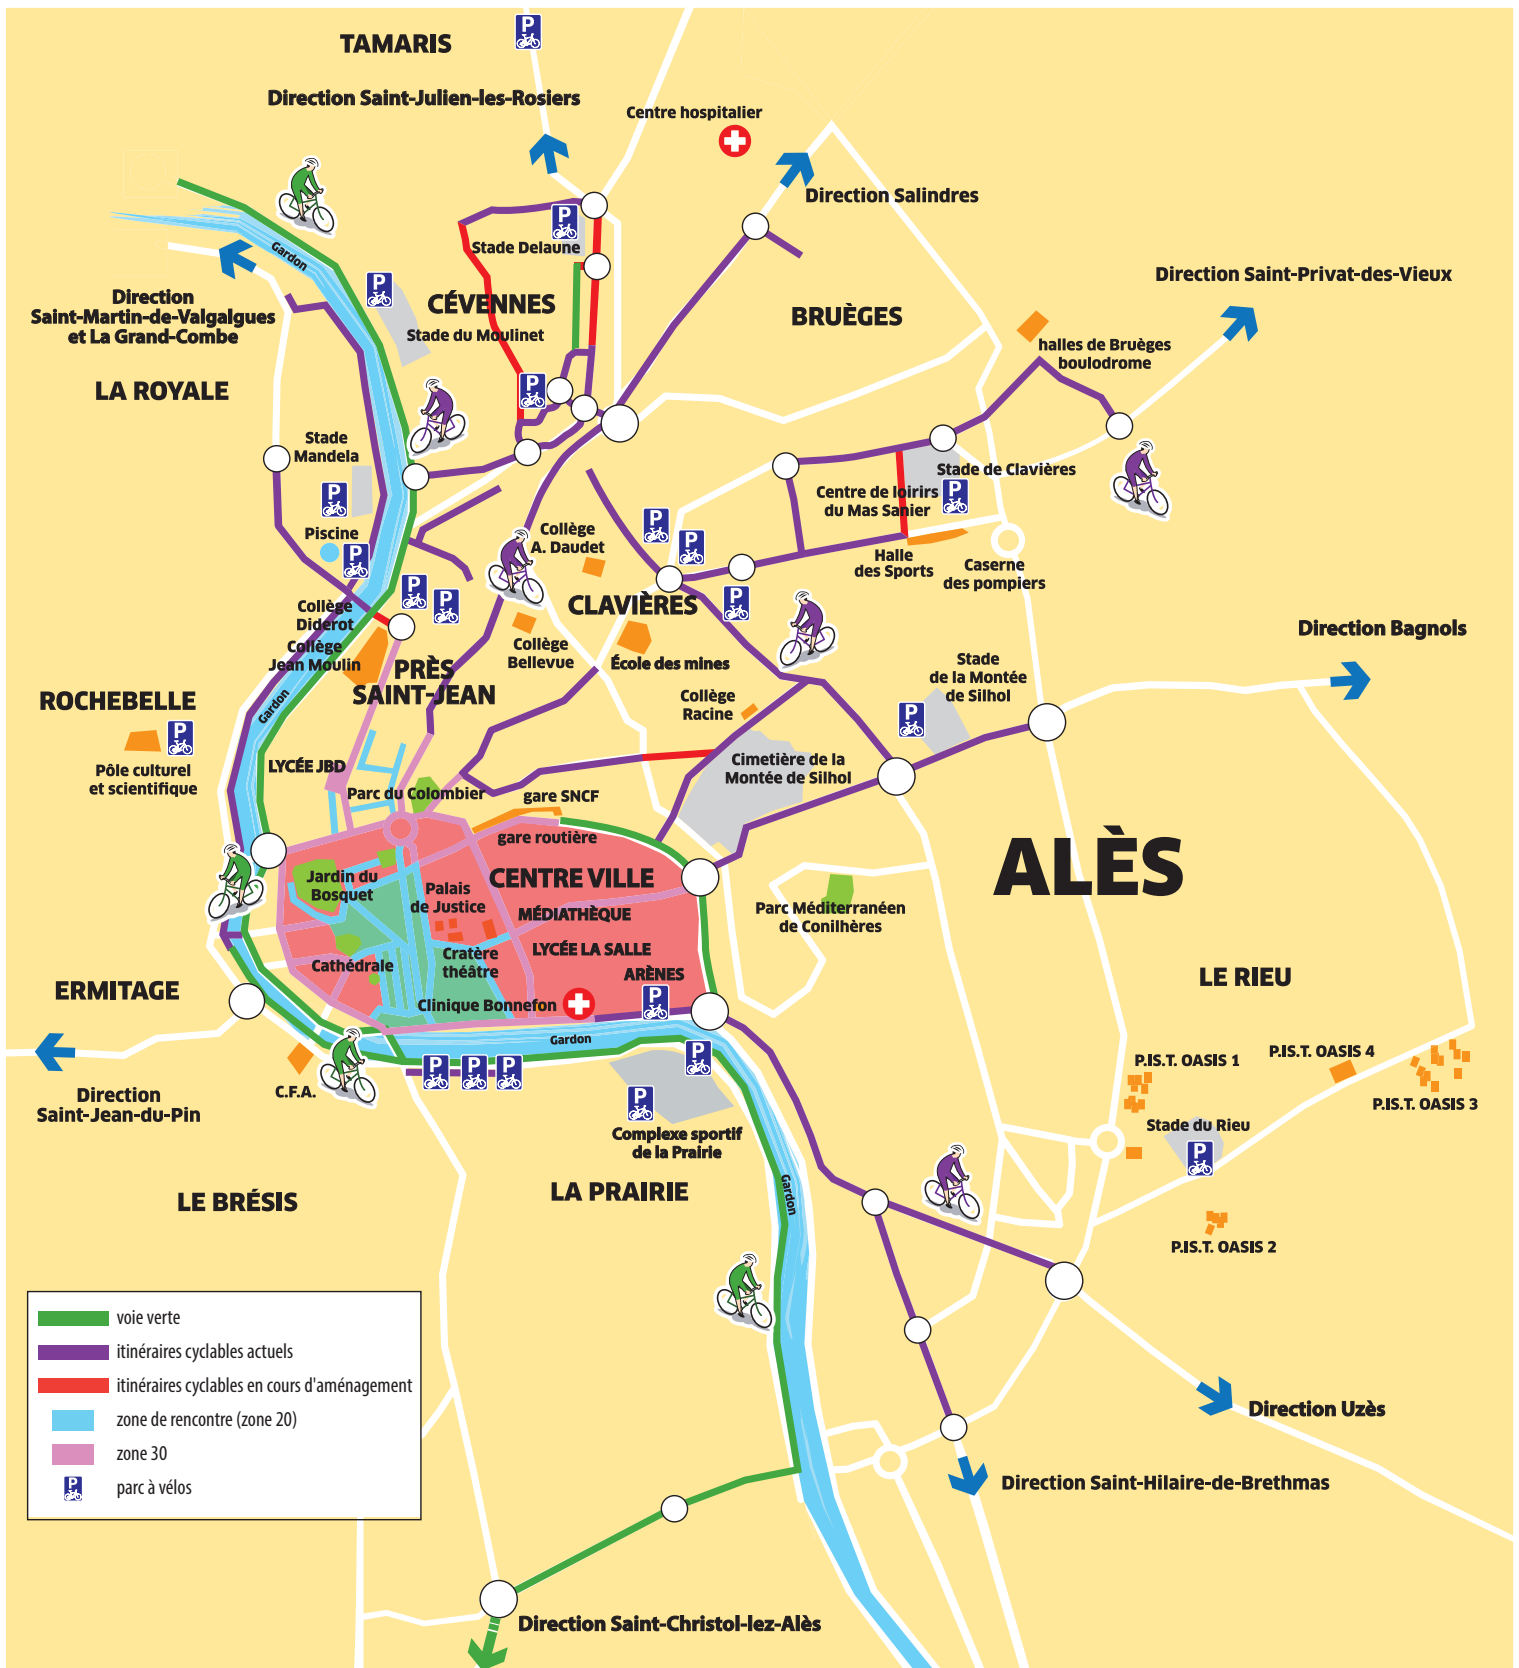 TAMARIS
P
Direction Saint-Julien-les-Rosiers
Centre hospitalier
Direction Salindres
P
Stade Delaune
Gardon
Direction
Saint-Martin-de-Valgalgues
et La Grand-Combe
P
CÉVENNES
Stade du Moulinet
BRUÈGES
Direction Saint-Privat-des-Vieux
halles de Bruèges
boulodrome
LA ROYALE
P
Stade
Mandela
P
Piscine
P
Collège
A. Daudet
P
P
Centre de loirirs
du Mas Sanier
Stade de Clavières
P
Halle
des Sports
Caserne
des pompiers
P
P
Collège
Diderot
Collège
Jean Moulin
CLAVIÈRES
P
Collège
Bellevue
École des mines
Direction Bagnols
Stade
de la Montée
de Silhol
P
PRÈS
SAINT-JEAN
Collège
Racine
ROCHEBELLE
P
Gardon
Pôle culturel
et scientifique
LYCÉE JBD
Parc du Colombier
gare SNCF
Cimetière de la
Montée de Silhol
gare routière
ALÈS
Jardin du
Bosquet
Palais
de Justice
CENTRE VILLE
MÉDIATHÈQUE
Parc Méditerranéen
de Conilhères
Cathédrale
Cratère
théâtre
LYCÉE LA SALLE
ARÈNES
P
Clinique Bonnefon
LE RIEU
ERMITAGE
Gardon
P
P
P
P
C.F.A.
Direction
Saint-Jean-du-Pin
P
Complexe sportif
de la Prairie
P.IS.T. OASIS 1
P.IS.T. OASIS 4
P.IS.T. OASIS 3
Stade du Rieu
P
LE BRÉSIS
LA PRAIRIE
Gardon
P.IS.T. OASIS 2
voie verte
itinéraires cyclables actuels
itinéraires cyclables en cours d'aménagement
zone de rencontre (zone 20)
zone 30
P
parc à vélos
Direction Uzès
Direction Saint-Hilaire-de-Brethmas
Direction Saint-Christol-lez-Alès